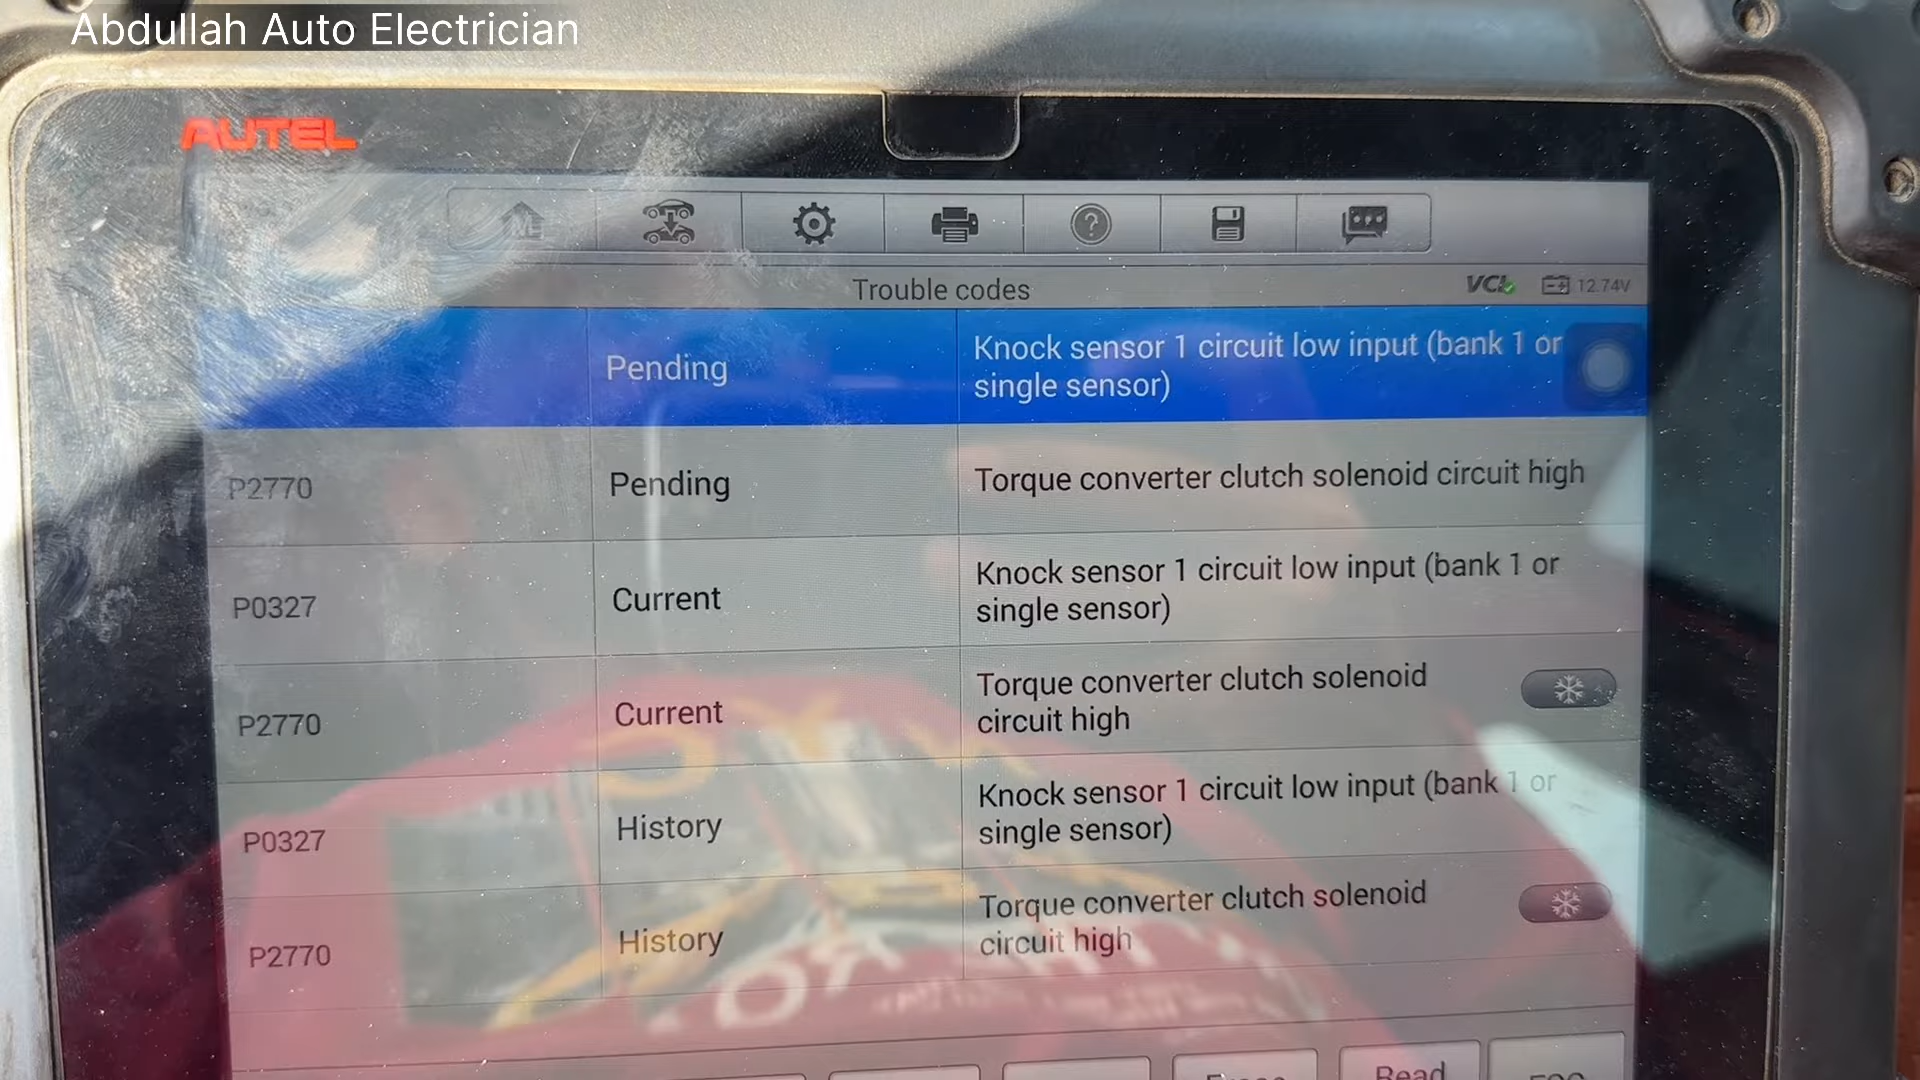 Abdullah Auto Electrician
AUTEL
Trouble codes
VCI
12.74V
Pending
Knock sensor 1 circuit low input (bank 1 or
single sensor)
P2770
Pending
Torque converter clutch solenoid circuit high
P0327
Current
Knock sensor 1 circuit low input (bank 1 or
single sensor)
P2770
Current
Torque converter clutch solenoid
circuit high
P0327
History
Knock sensor 1 circuit low input (bank 1 or
single sensor)
P2770
History
Torque converter clutch solenoid
circuit high
Read